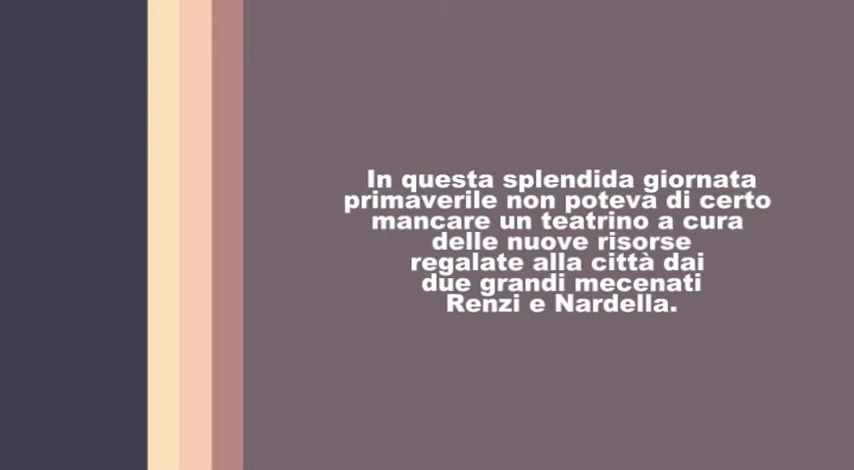 In questa splendida giornata
primaverile non poteva di certo
mancare un teatrino a cura
delle nuove risorse
regalate alla città dai
due grandi mecenati
Renzi e Nardella.